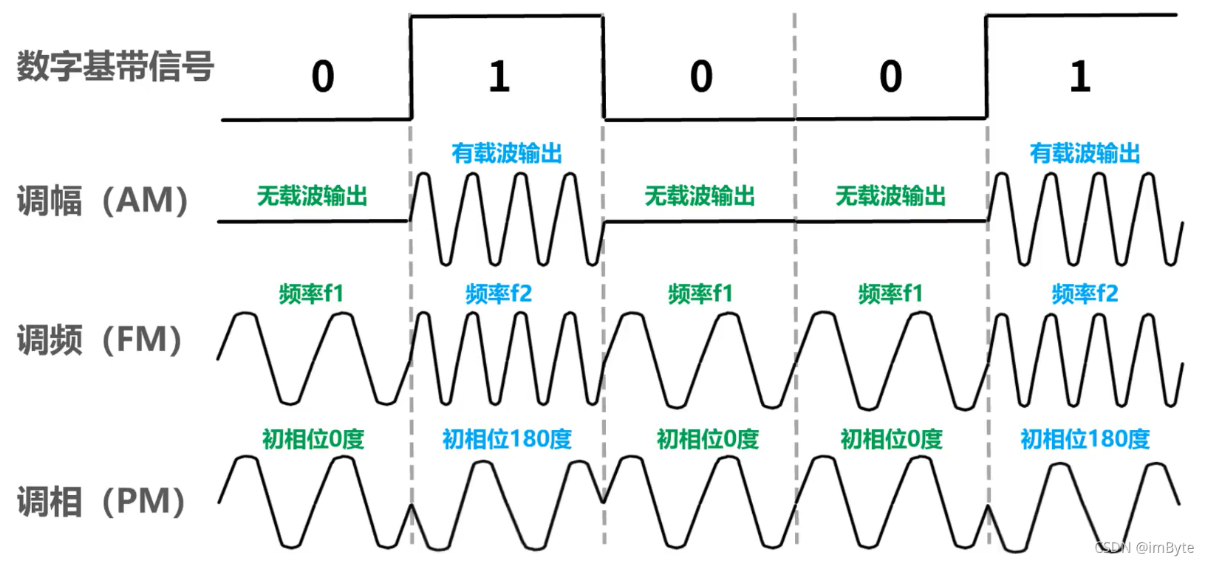 数字基带信号
0 1 0 0 1
有载波输出 有载波输出
调幅（AM）
无载波输出 无载波输出 无载波输出
频率f1 频率f2 频率f1 频率f1 频率f2
调频（FM）
初相位0度 初相位180度 初相位0度 初相位0度 初相位180度
调相（PM）
CSDN @imByte